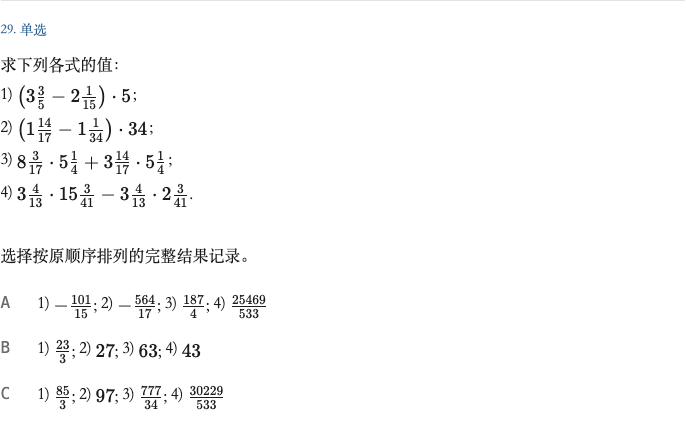 29. 单选
求下列各式的值：
1) (3 3/5 − 2 1/15) · 5;
2) (1 14/17 − 1 1/34) · 34;
3) 8 3/17 · 5 1/4 + 3 14/17 · 5 1/4;
4) 3 4/13 · 15 3/41 − 3 4/13 · 2 3/41.
选择按原顺序排列的完整结果记录。
A 1) −101/15; 2) −564/17; 3) 187/4; 4) 25469/533
B 1) 23/3; 2) 27; 3) 63; 4) 43
C 1) 85/3; 2) 97; 3) 777/34; 4) 30229/533